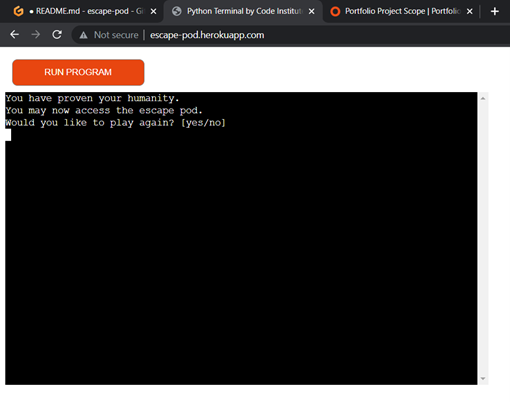 README.md - escape-pod - Gi
Python Terminal by Code Institute
Portfolio Project Scope | Portfolio
Not secure | escape-pod.herokuapp.com
RUN PROGRAM
You have proven your humanity.
You may now access the escape pod.
Would you like to play again? [yes/no]